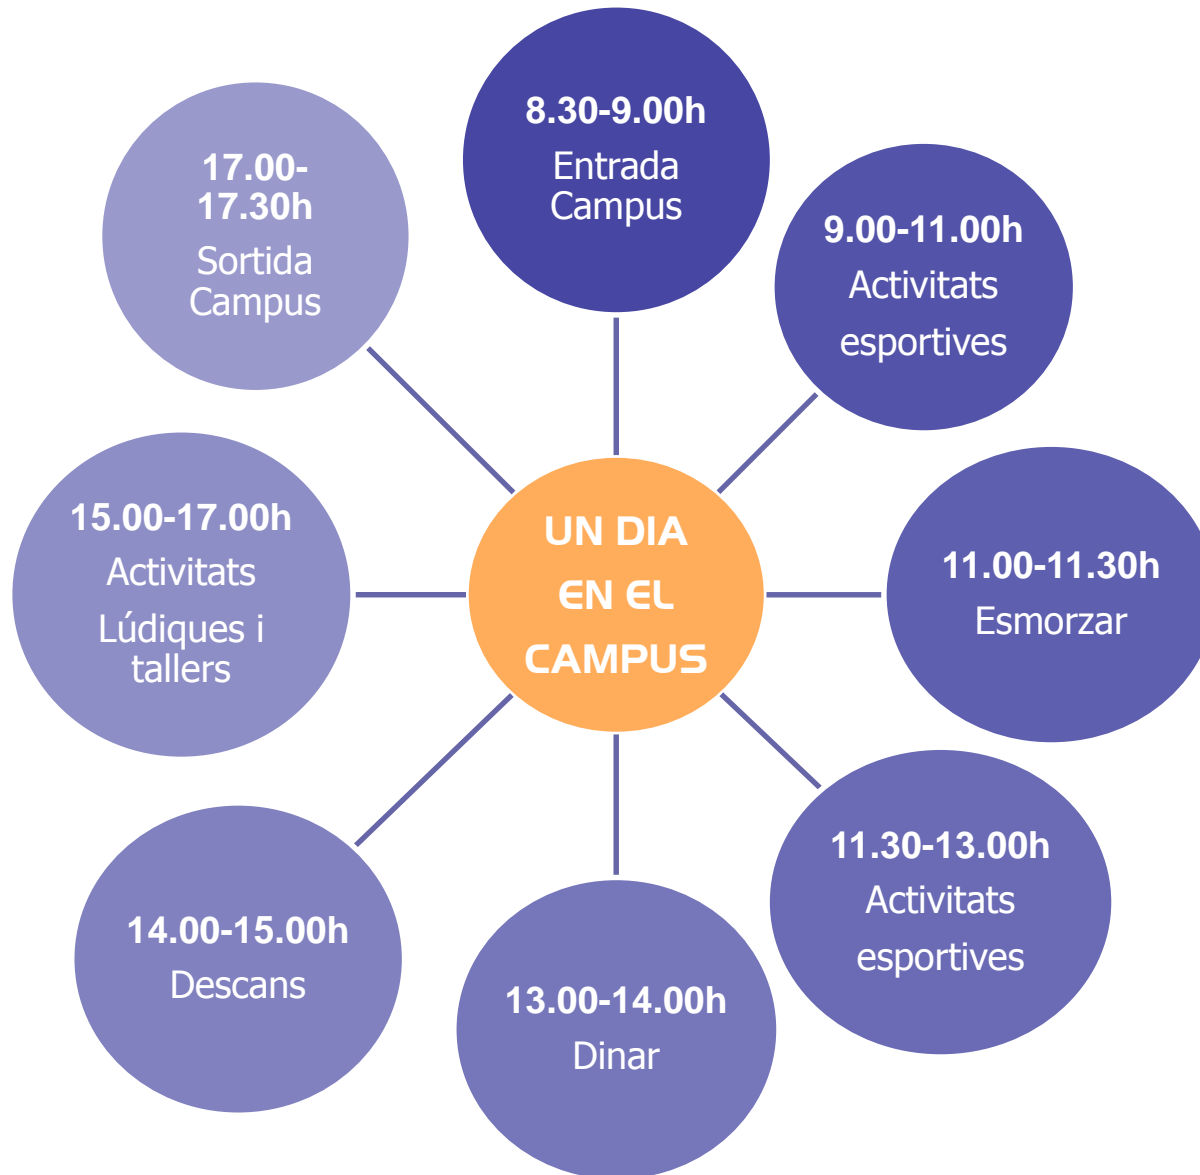 8.30-9.00h
Entrada
Campus
9.00-11.00h
Activitats
esportives
11.00-11.30h
Esmorzar
11.30-13.00h
Activitats
esportives
13.00-14.00h
Dinar
14.00-15.00h
Descans
15.00-17.00h
Activitats
Lúdiques i
tallers
17.00-
17.30h
Sortida
Campus
UN DIA
EN EL
CAMPUS